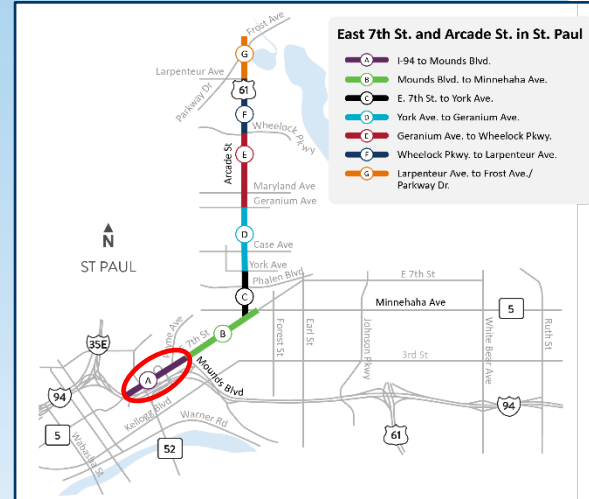 East 7th St. and Arcade St. in St. Paul
A I-94 to Mounds Blvd.
B Mounds Blvd. to Minnehaha Ave.
C E. 7th St. to York Ave.
D York Ave. to Geranium Ave.
E Geranium Ave. to Wheelock Pkwy.
F Wheelock Pkwy. to Larpenteur Ave.
G Larpenteur Ave. to Frost Ave./
Parkway Dr.
Frost Ave
G
Larpenteur Ave
61
Parkway Dr
F
Wheelock Pkwy
E
Arcade St
Maryland Ave
Geranium Ave
N
D
ST PAUL
Case Ave
York Ave
Phalen Blvd
E 7th St
C
Minnehaha Ave
5
B
E 7th St
35E
Forest St
Earl St
Johnson Pkwy
White Bear Ave
Ruth St
3rd St
A
Mounds Blvd
94
Kellogg Blvd
Warner Rd
94
5
Wabasha St
52
61